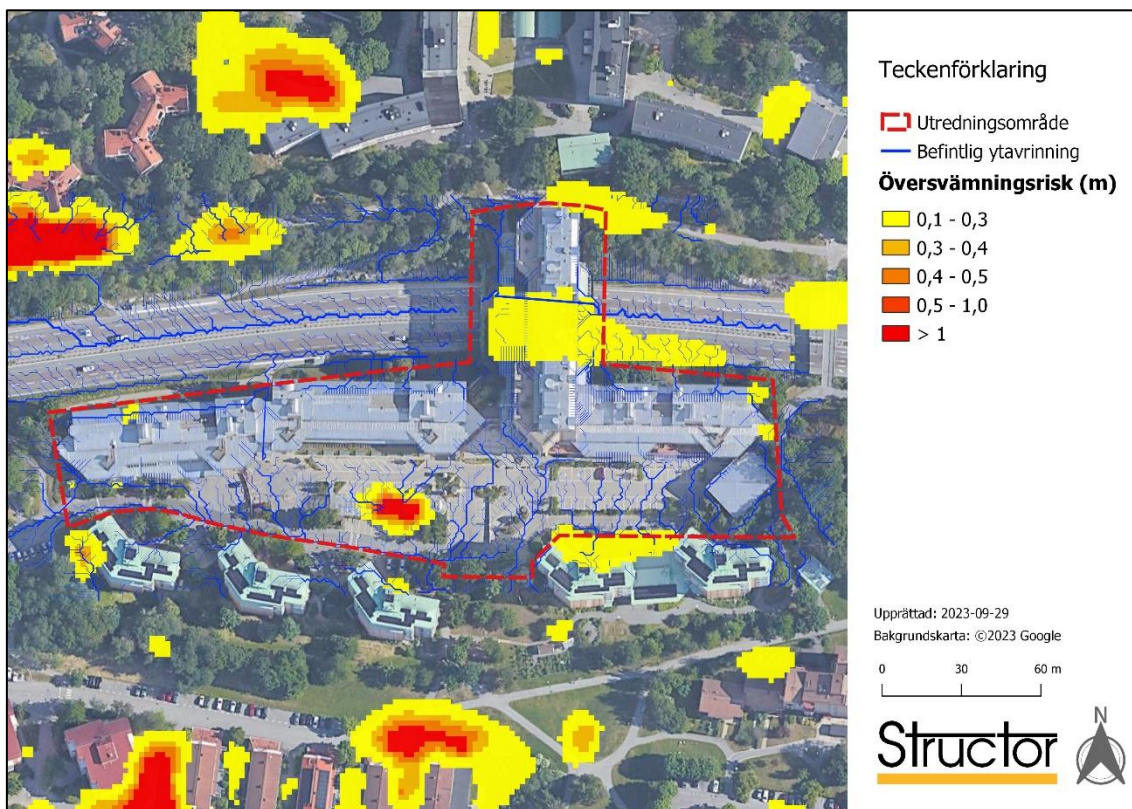 Teckenförklaring
Utredningsområde
Befintlig ytavrinning
Översvämningsrisk (m)
0,1 - 0,3
0,3 - 0,4
0,4 - 0,5
0,5 - 1,0
> 1
Upprättad: 2023-09-29
Bakgrundskarta: ©2023 Google
0 30 60 m
Structor
N